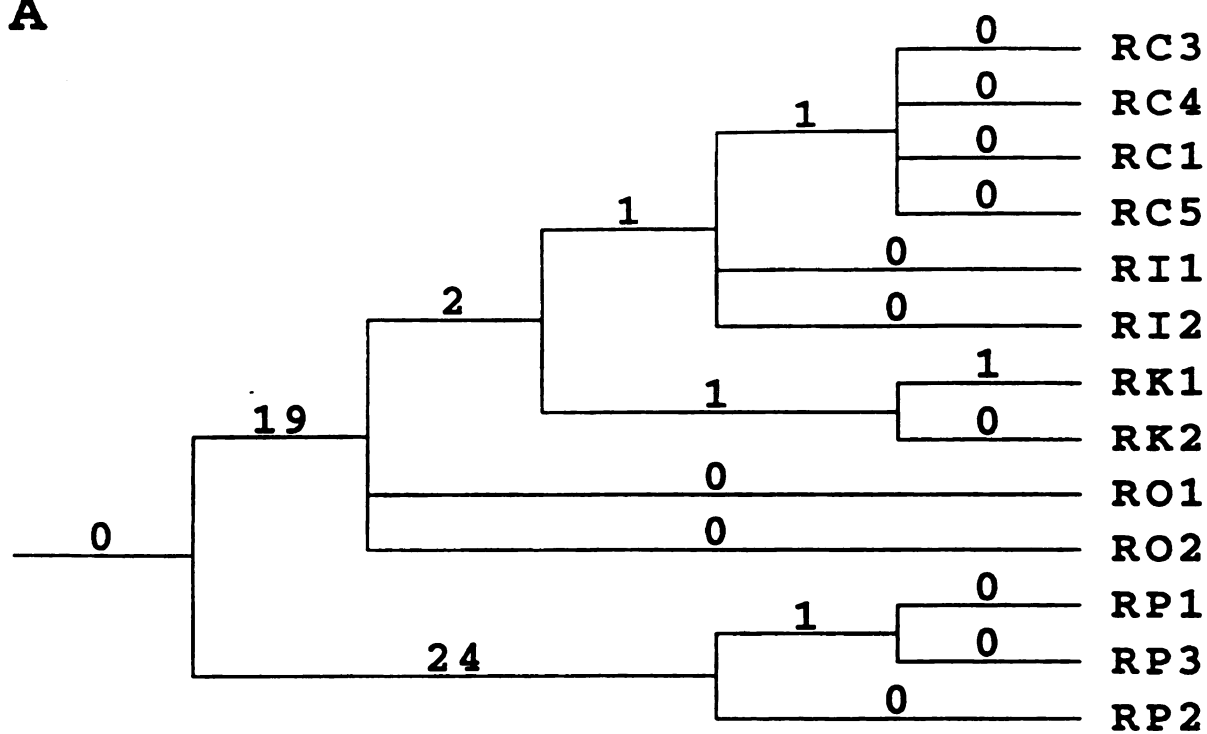 A
0 RC3
0 RC4
1
0 RC1
0 RC5
1
0 RI1
2
0 RI2
1 RK1
1
0 RK2
19
0 RO1
0
0 RO2
0 RP1
1
0 RP3
24
0 RP2